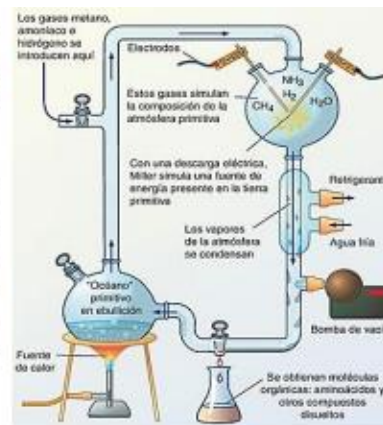 Los gases metano,
amoníaco e
hidrógeno se
introducen aquí
Electrodos
NH3
H2
CH4
H2O
Estos gases simulan
la composición de la
atmósfera primitiva
Con una descarga eléctrica,
Miller simula una fuente de
energía presente en la tierra
primitiva
Refrigerante
Los vapores
de la atmósfera
se condensan
Agua fría
"Océano"
primitivo
en ebullición
Bomba de vací
Fuente
de calor
Se obtienen moléculas
orgánicas: aminoácidos y
otros compuestos
disueltos